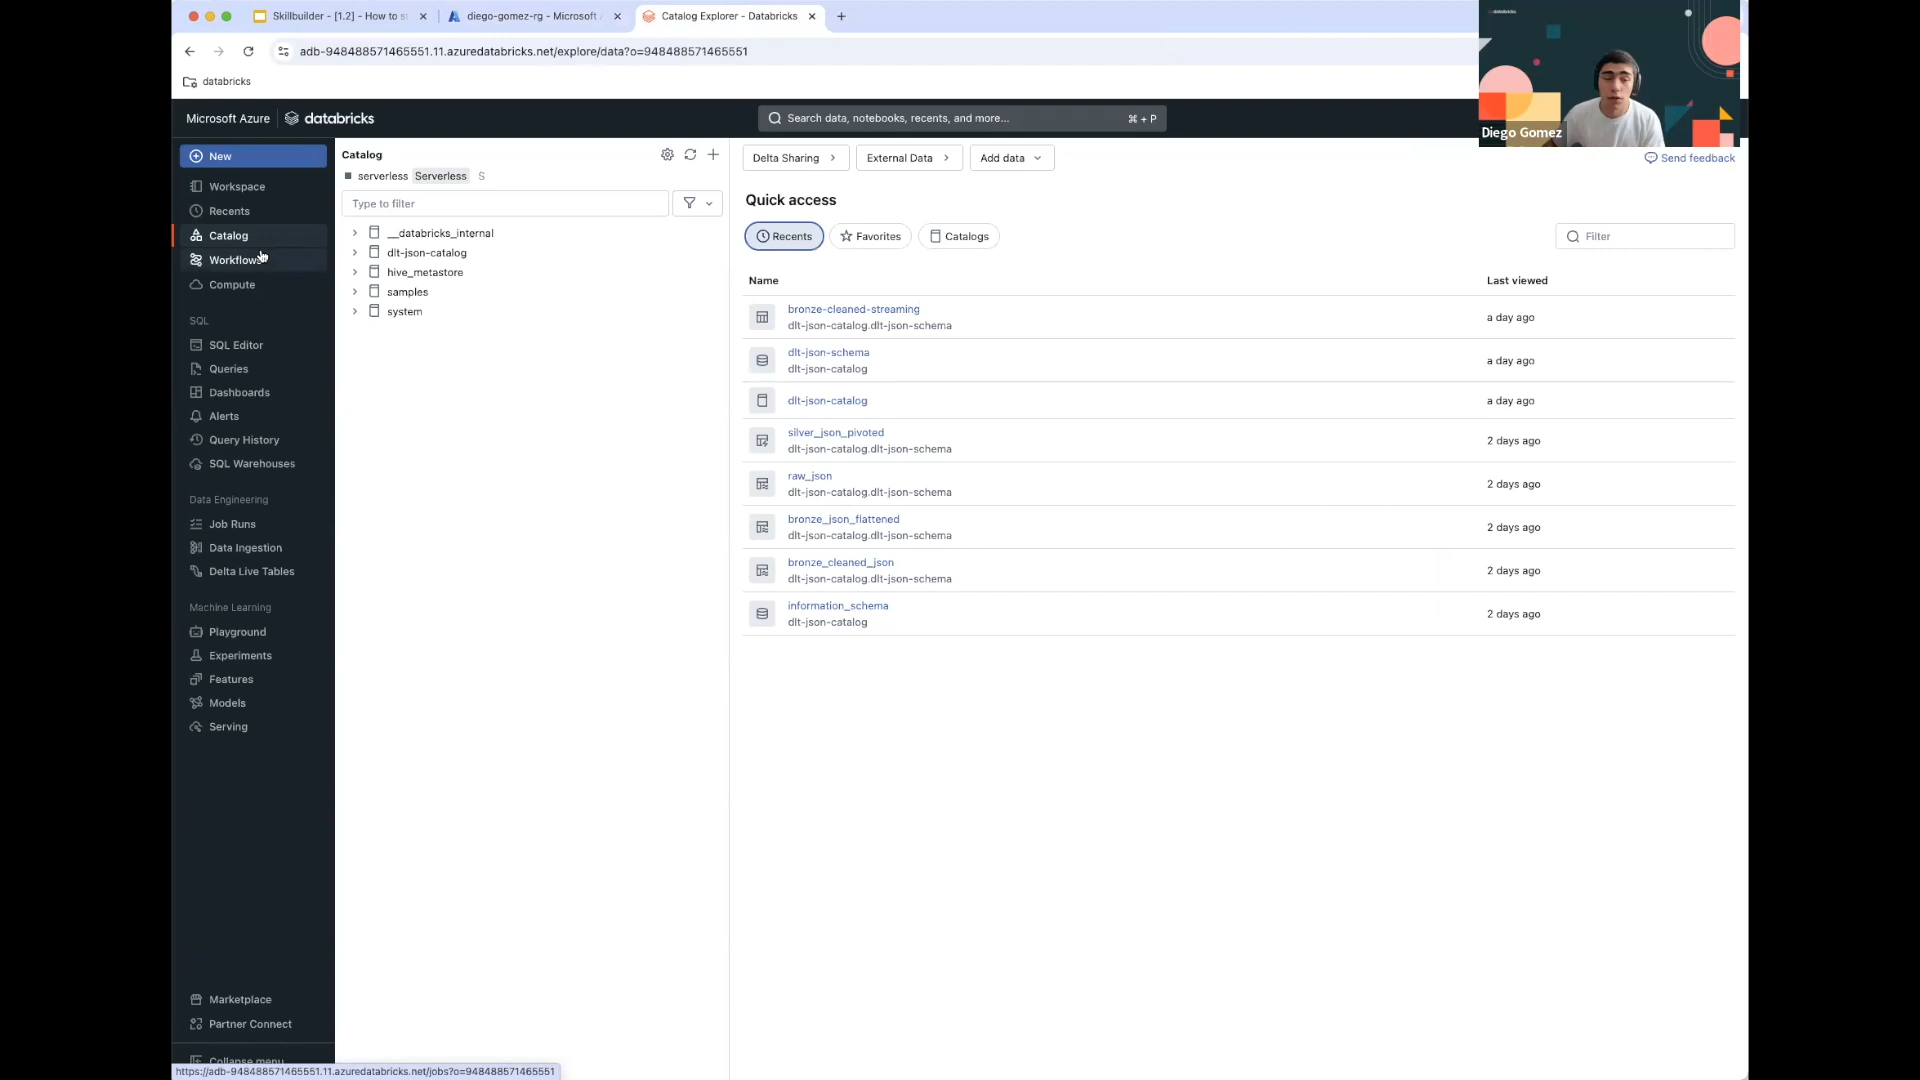 Skillbuilder - [1.2] - How to s
diego-gomez-rg - Microsoft
Catalog Explorer - Databricks
adb-948488571465551.11.azuredatabricks.net/explore/data?o=948488571465551
databricks
Microsoft Azure
databricks
Search data, notebooks, recents, and more...
⌘ + P
databricks
Diego Gomez
New
Workspace
Recents
Catalog
Workflows
Compute
SQL
SQL Editor
Queries
Dashboards
Alerts
Query History
SQL Warehouses
Data Engineering
Job Runs
Data Ingestion
Delta Live Tables
Machine Learning
Playground
Experiments
Features
Models
Serving
Marketplace
Partner Connect
Collapse menu
https://adb-948488571465551.11.azuredatabricks.net/jobs?o=948488571465551
Catalog
serverless Serverless S
Type to filter
__databricks_internal
dlt-json-catalog
hive_metastore
samples
system
Delta Sharing
External Data
Add data
Send feedback
Quick access
Recents
Favorites
Catalogs
Filter
Name
Last viewed
bronze-cleaned-streaming
dlt-json-catalog.dlt-json-schema
a day ago
dlt-json-schema
dlt-json-catalog
a day ago
dlt-json-catalog
a day ago
silver_json_pivoted
dlt-json-catalog.dlt-json-schema
2 days ago
raw_json
dlt-json-catalog.dlt-json-schema
2 days ago
bronze_json_flattened
dlt-json-catalog.dlt-json-schema
2 days ago
bronze_cleaned_json
dlt-json-catalog.dlt-json-schema
2 days ago
information_schema
dlt-json-catalog
2 days ago